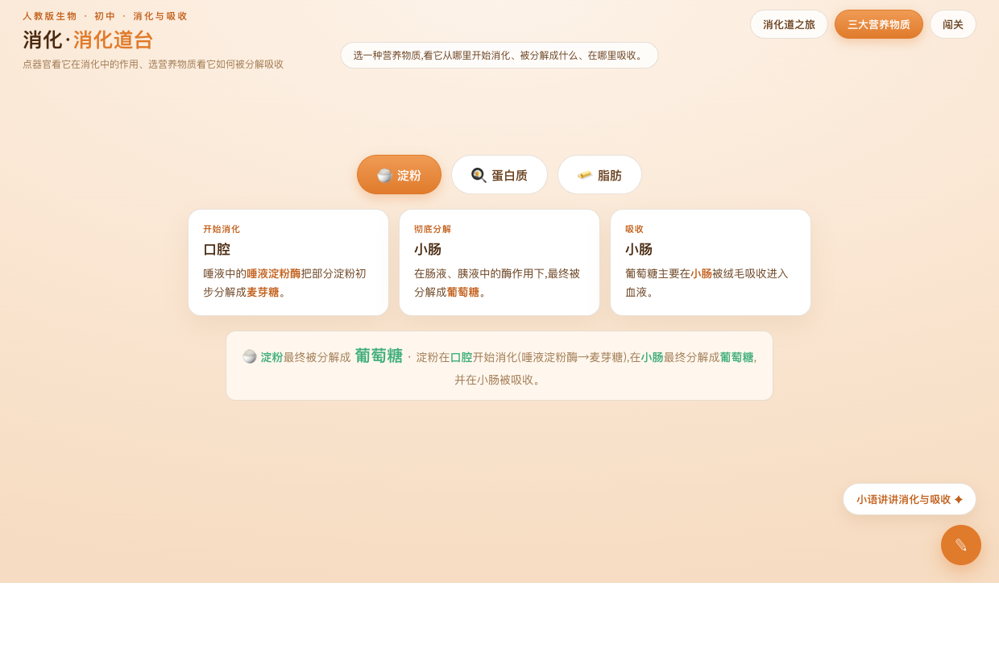 人教版生物 · 初中 · 消化与吸收
消化·消化道台
点器官看它在消化中的作用、选营养物质看它如何被分解吸收
消化道之旅
三大营养物质
闯关
选一种营养物质,看它从哪里开始消化、被分解成什么、在哪里吸收。
淀粉
蛋白质
脂肪
开始消化
口腔
唾液中的唾液淀粉酶把部分淀粉初
步分解成麦芽糖。
彻底分解
小肠
在肠液、胰液中的酶作用下,最终被
分解成葡萄糖。
吸收
小肠
葡萄糖主要在小肠被绒毛吸收进入
血液。
淀粉最终被分解成 葡萄糖 · 淀粉在口腔开始消化(唾液淀粉酶→麦芽糖),在小肠最终分解成葡萄糖,
并在小肠被吸收。
小语讲讲消化与吸收 ✦